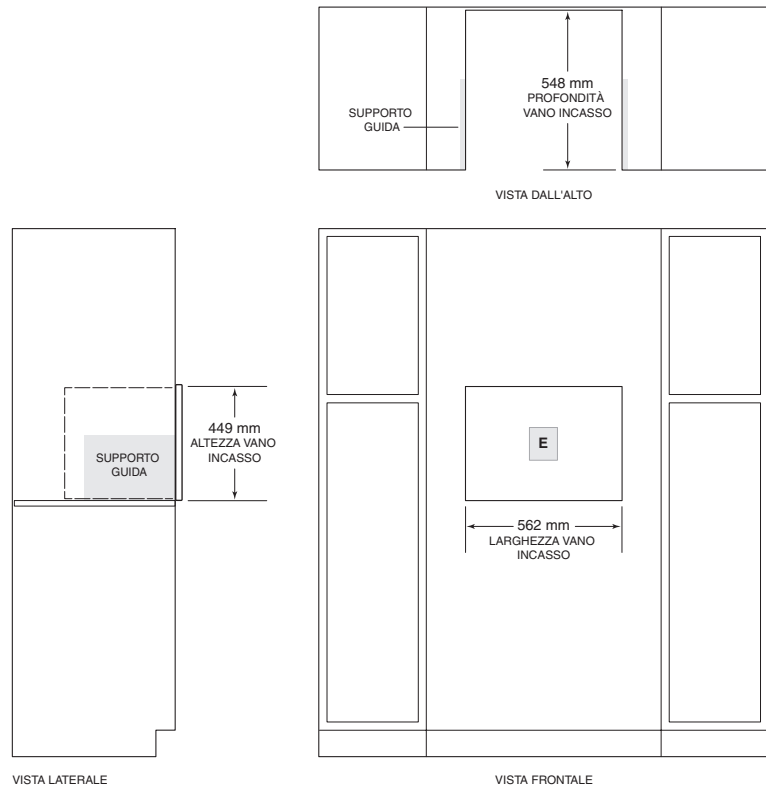 548 mm
PROFONDITÀ
VANO INCASSO
SUPPORTO
GUIDA
VISTA DALL'ALTO
449 mm
ALTEZZA VANO
INCASSO
SUPPORTO
GUIDA
E
562 mm
LARGHEZZA VANO
INCASSO
VISTA LATERALE
VISTA FRONTALE